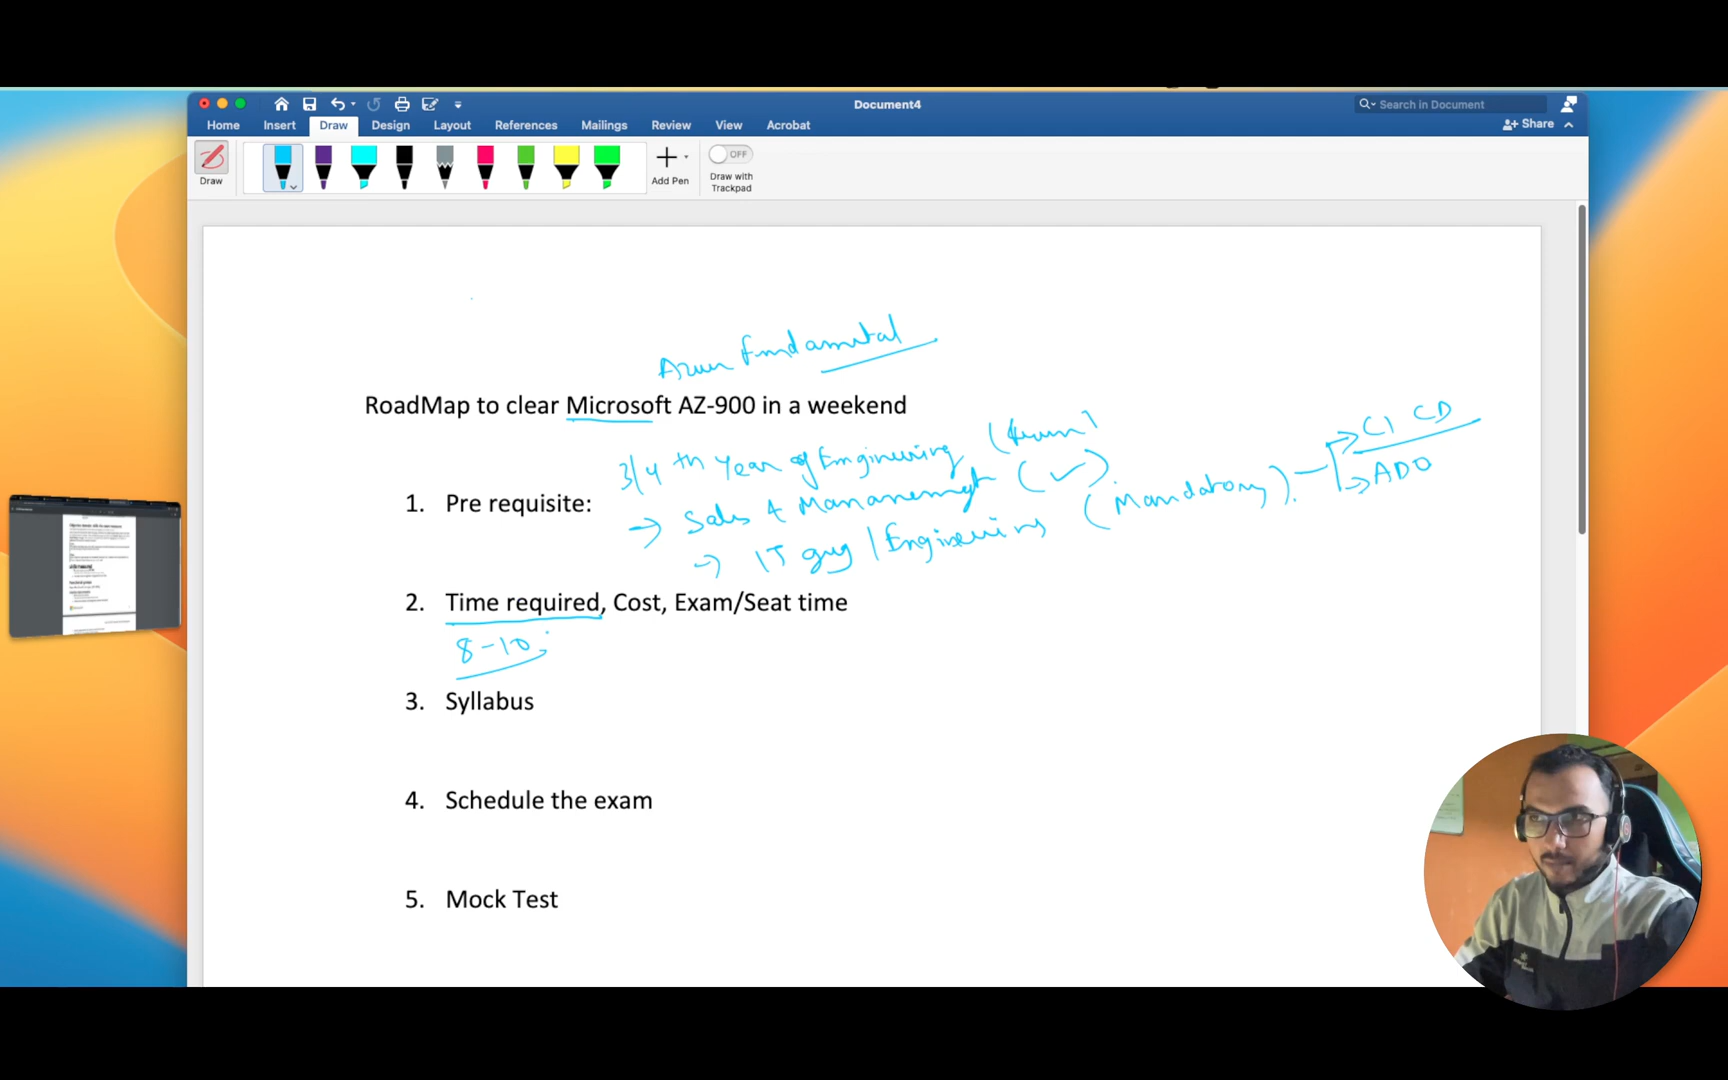 Document4
Search in Document
Home Insert Draw Design Layout References Mailings Review View Acrobat
Share
Draw
Add Pen
OFF
Draw with
Trackpad
Fundamental
RoadMap to clear Microsoft AZ-900 in a weekend
3/4 th Year of Engineering
CI CD
1. Pre requisite:
→ Sales & (✓)
(Mandatory).
→ ADO
→ IT guy / Engineering
2. Time required, Cost, Exam/Seat time
8-10
3. Syllabus
4. Schedule the exam
5. Mock Test